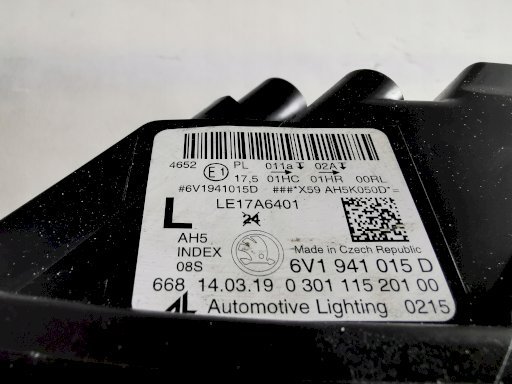 4652 E1 PL 011a 02A
17,5 01HC 01HR 00RL
#6V1941015D ###*X59 AH5K050D*=
L LE17A6401
24
AH5
INDEX
08S
Made in Czech Republic
6V1 941 015 D
668 14.03.19 0 301 115 201 00
AL Automotive Lighting 0215